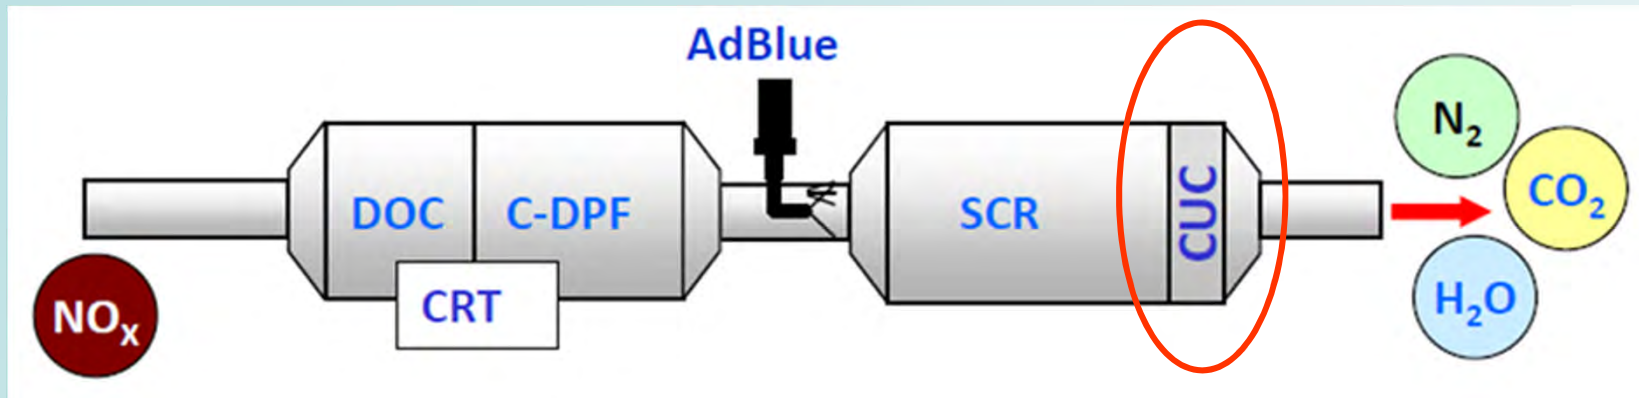 AdBlue
DOC
C-DPF
CRT
SCR
CUC
NOX
N2
CO2
H2O